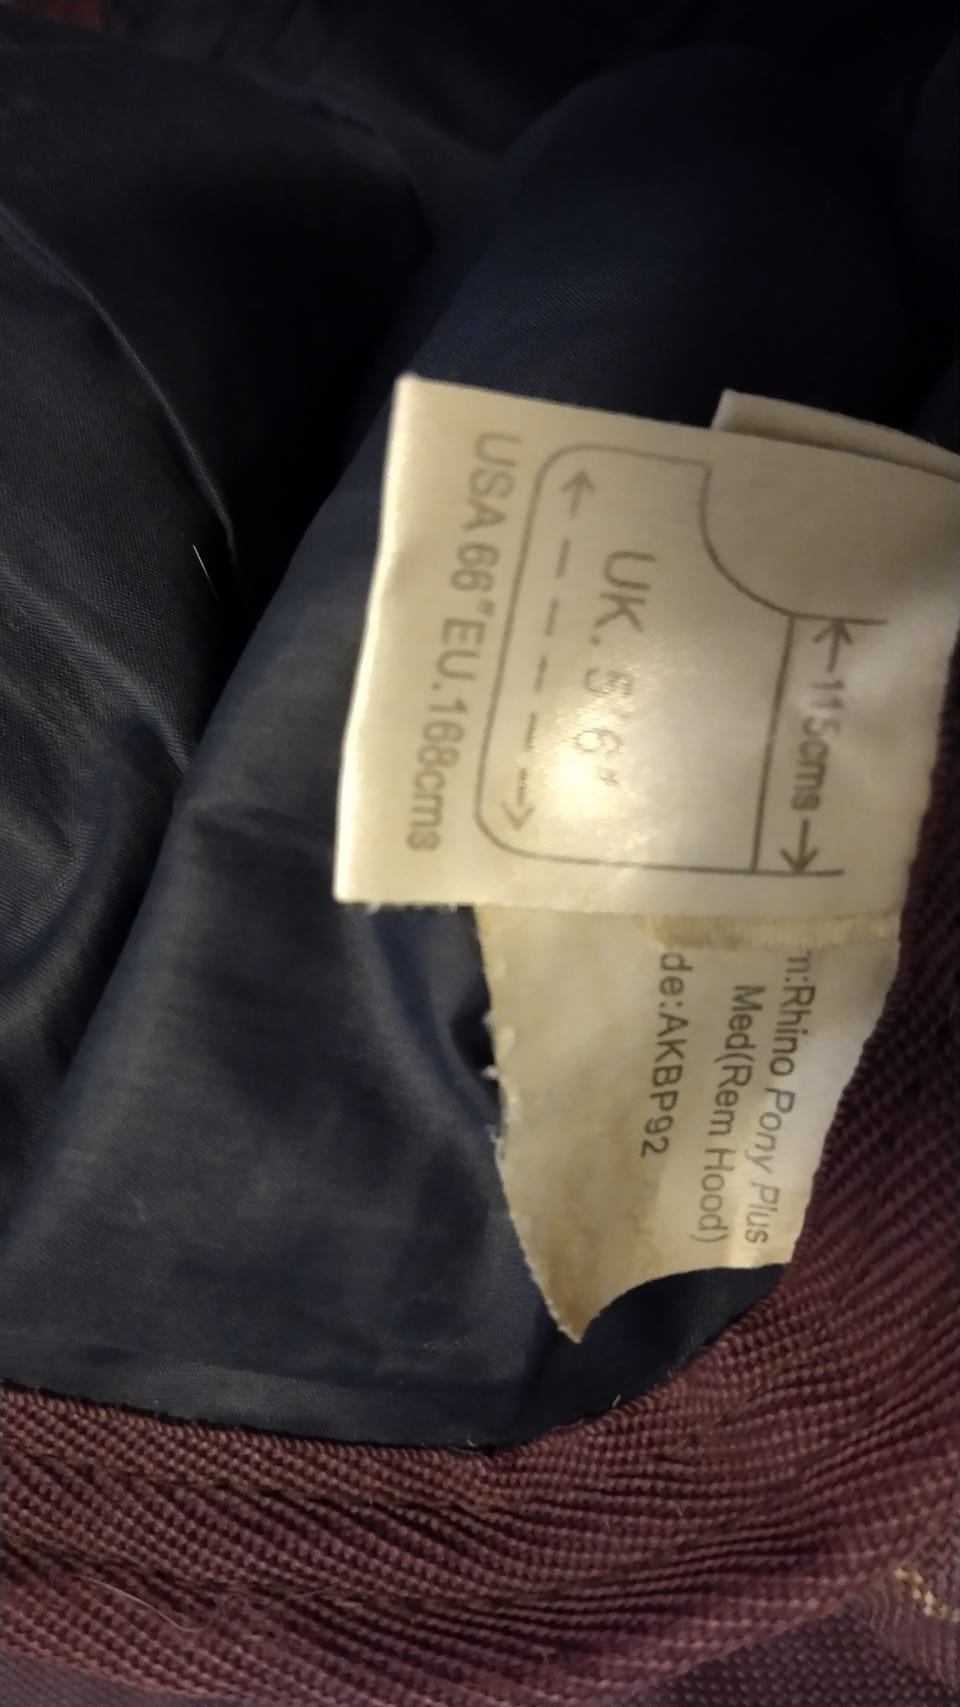 ←115cms→
UK. 5'6"
USA 66" EU.168cms
n:Rhino Pony Plus
Med(Rem Hood)
de:AKBP92